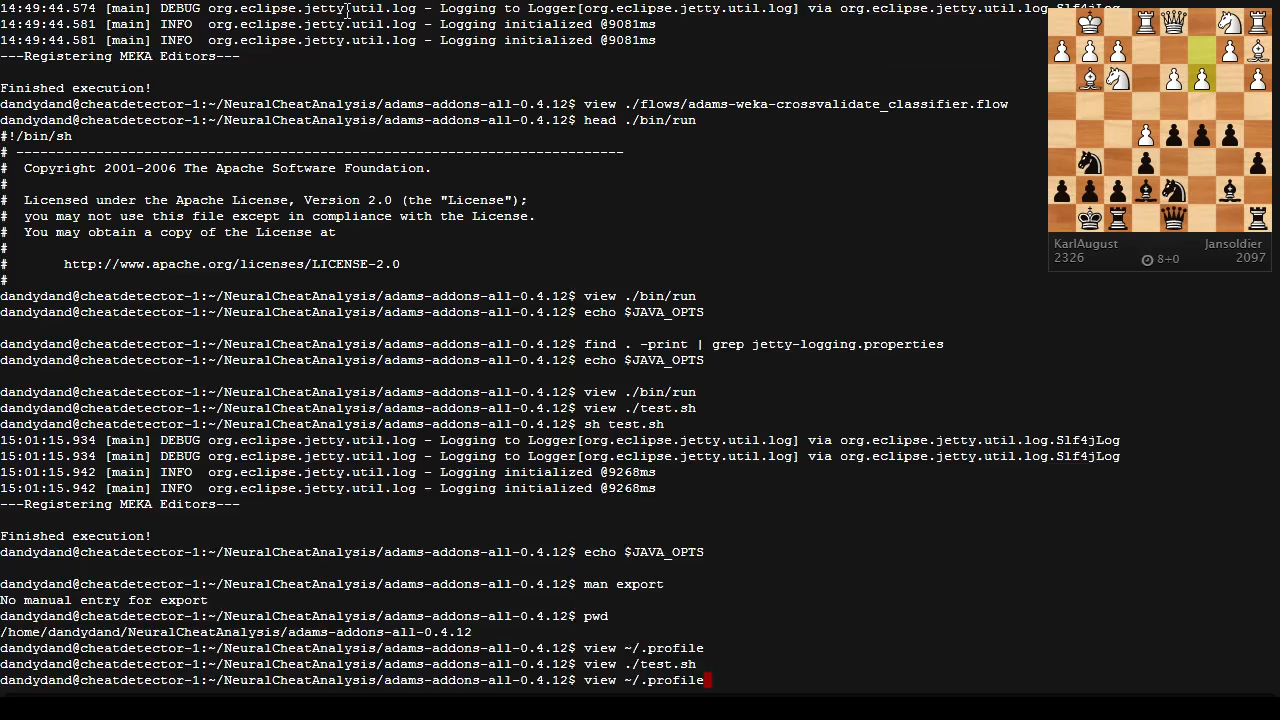 14:49:44.574 [main] DEBUG org.eclipse.jetty.util.log - Logging to Logger[org.eclipse.jetty.util.log] via org.eclipse.jetty.util.log.Slf4jLog
14:49:44.581 [main] INFO  org.eclipse.jetty.util.log - Logging initialized @9081ms
14:49:44.581 [main] INFO  org.eclipse.jetty.util.log - Logging initialized @9081ms
---Registering MEKA Editors---
Finished execution!
dandydand@cheatdetector-1:~/NeuralCheatAnalysis/adams-addons-all-0.4.12$ view ./flows/adams-weka-crossvalidate_classifier.flow
dandydand@cheatdetector-1:~/NeuralCheatAnalysis/adams-addons-all-0.4.12$ head ./bin/run
#!/bin/sh
# ----------------------------------------------------------------------------
#  Copyright 2001-2006 The Apache Software Foundation.
#
#  Licensed under the Apache License, Version 2.0 (the "License");
#  you may not use this file except in compliance with the License.
#  You may obtain a copy of the License at
#
#       http://www.apache.org/licenses/LICENSE-2.0
#
dandydand@cheatdetector-1:~/NeuralCheatAnalysis/adams-addons-all-0.4.12$ view ./bin/run
dandydand@cheatdetector-1:~/NeuralCheatAnalysis/adams-addons-all-0.4.12$ echo $JAVA_OPTS
dandydand@cheatdetector-1:~/NeuralCheatAnalysis/adams-addons-all-0.4.12$ find . -print | grep jetty-logging.properties
dandydand@cheatdetector-1:~/NeuralCheatAnalysis/adams-addons-all-0.4.12$ echo $JAVA_OPTS
dandydand@cheatdetector-1:~/NeuralCheatAnalysis/adams-addons-all-0.4.12$ view ./bin/run
dandydand@cheatdetector-1:~/NeuralCheatAnalysis/adams-addons-all-0.4.12$ view ./test.sh
dandydand@cheatdetector-1:~/NeuralCheatAnalysis/adams-addons-all-0.4.12$ sh test.sh
15:01:15.934 [main] DEBUG org.eclipse.jetty.util.log - Logging to Logger[org.eclipse.jetty.util.log] via org.eclipse.jetty.util.log.Slf4jLog
15:01:15.934 [main] DEBUG org.eclipse.jetty.util.log - Logging to Logger[org.eclipse.jetty.util.log] via org.eclipse.jetty.util.log.Slf4jLog
15:01:15.942 [main] INFO  org.eclipse.jetty.util.log - Logging initialized @9268ms
15:01:15.942 [main] INFO  org.eclipse.jetty.util.log - Logging initialized @9268ms
---Registering MEKA Editors---
Finished execution!
dandydand@cheatdetector-1:~/NeuralCheatAnalysis/adams-addons-all-0.4.12$ echo $JAVA_OPTS
dandydand@cheatdetector-1:~/NeuralCheatAnalysis/adams-addons-all-0.4.12$ man export
No manual entry for export
dandydand@cheatdetector-1:~/NeuralCheatAnalysis/adams-addons-all-0.4.12$ pwd
/home/dandydand/NeuralCheatAnalysis/adams-addons-all-0.4.12
dandydand@cheatdetector-1:~/NeuralCheatAnalysis/adams-addons-all-0.4.12$ view ~/.profile
dandydand@cheatdetector-1:~/NeuralCheatAnalysis/adams-addons-all-0.4.12$ view ./test.sh
dandydand@cheatdetector-1:~/NeuralCheatAnalysis/adams-addons-all-0.4.12$ view ~/.profile
KarlAugust Jansoldier
2326 8+0 2097